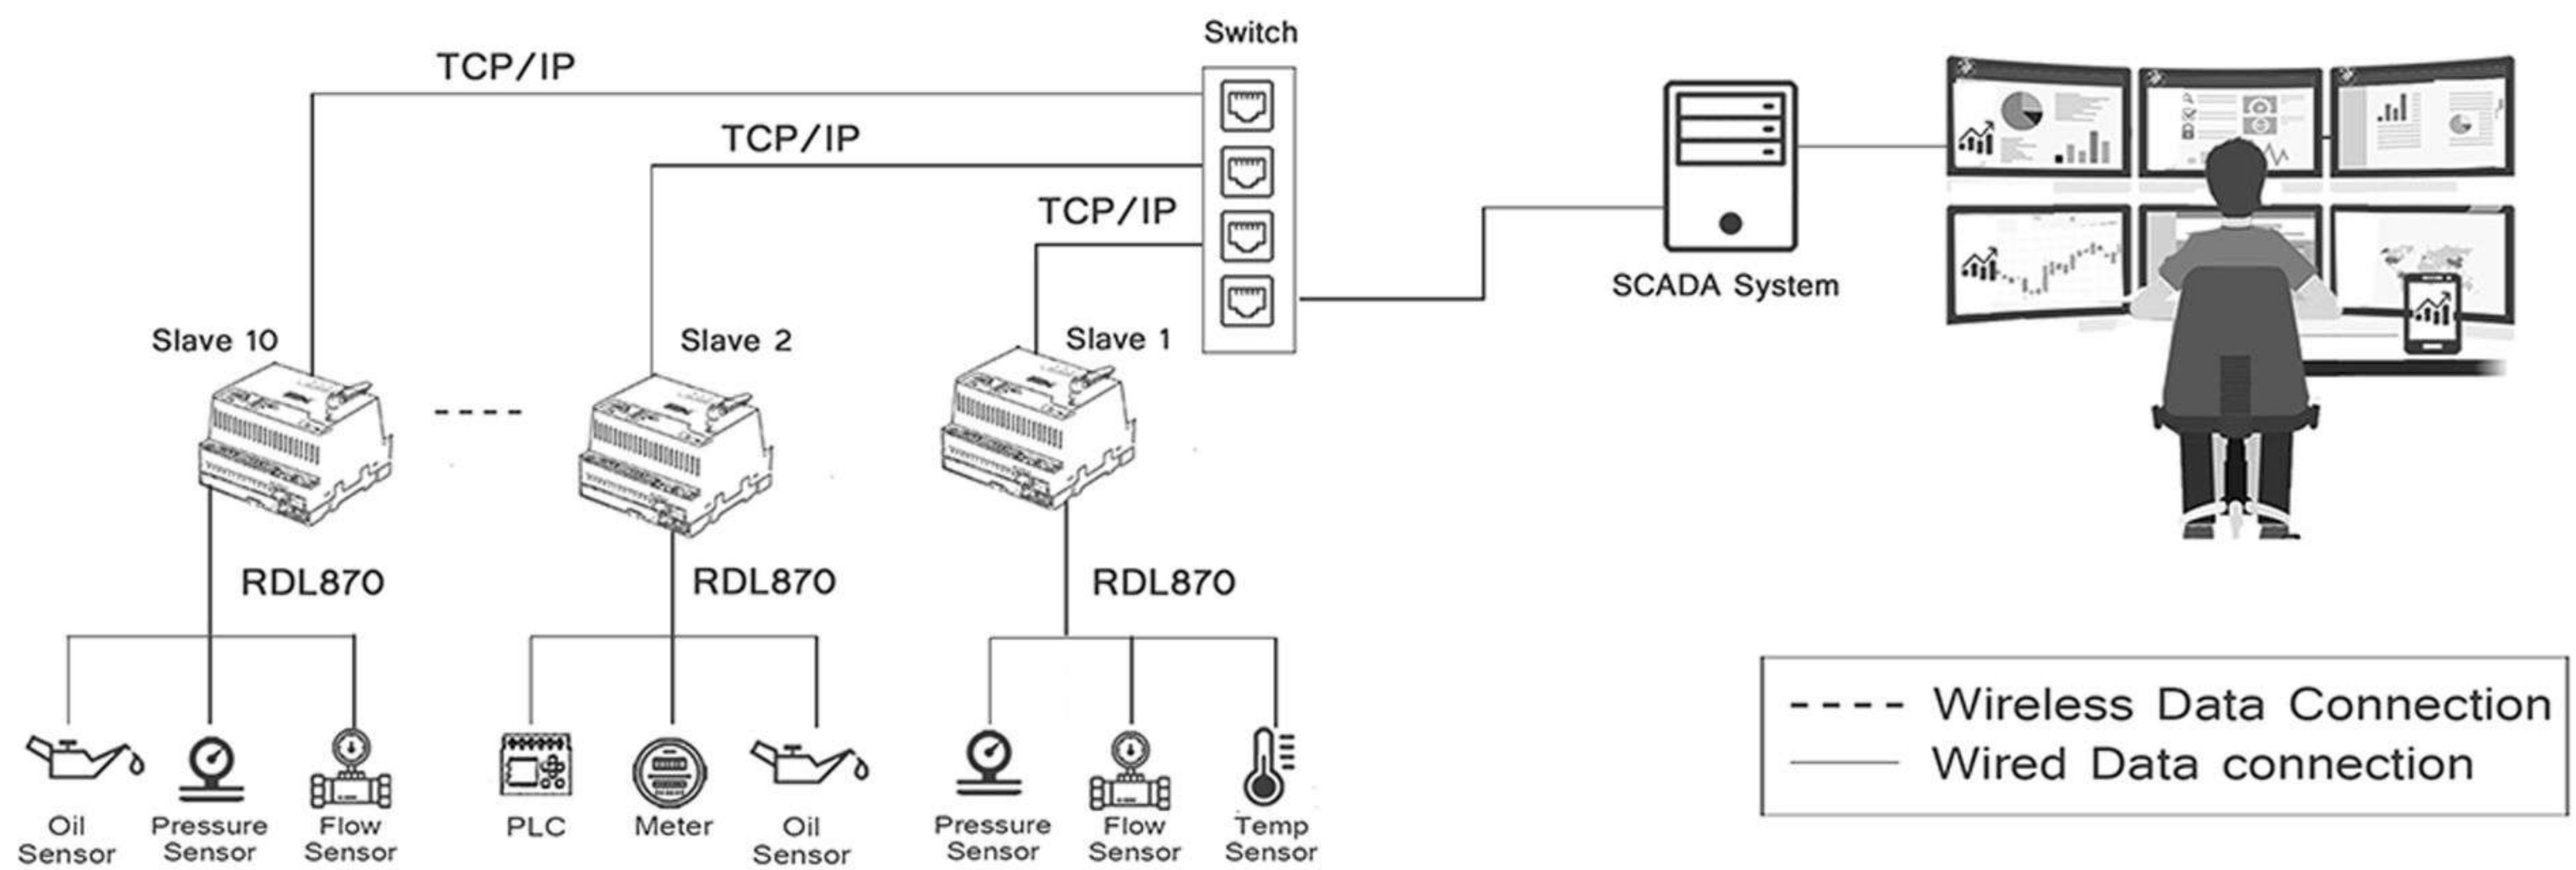 Switch
TCP/IP
TCP/IP
TCP/IP
SCADA System
Slave 10
Slave 2
Slave 1
RDL870
RDL870
RDL870
Oil
Sensor
Pressure
Sensor
Flow
Sensor
PLC
Meter
Oil
Sensor
Pressure
Sensor
Flow
Sensor
Temp
Sensor
Wireless Data Connection
Wired Data connection